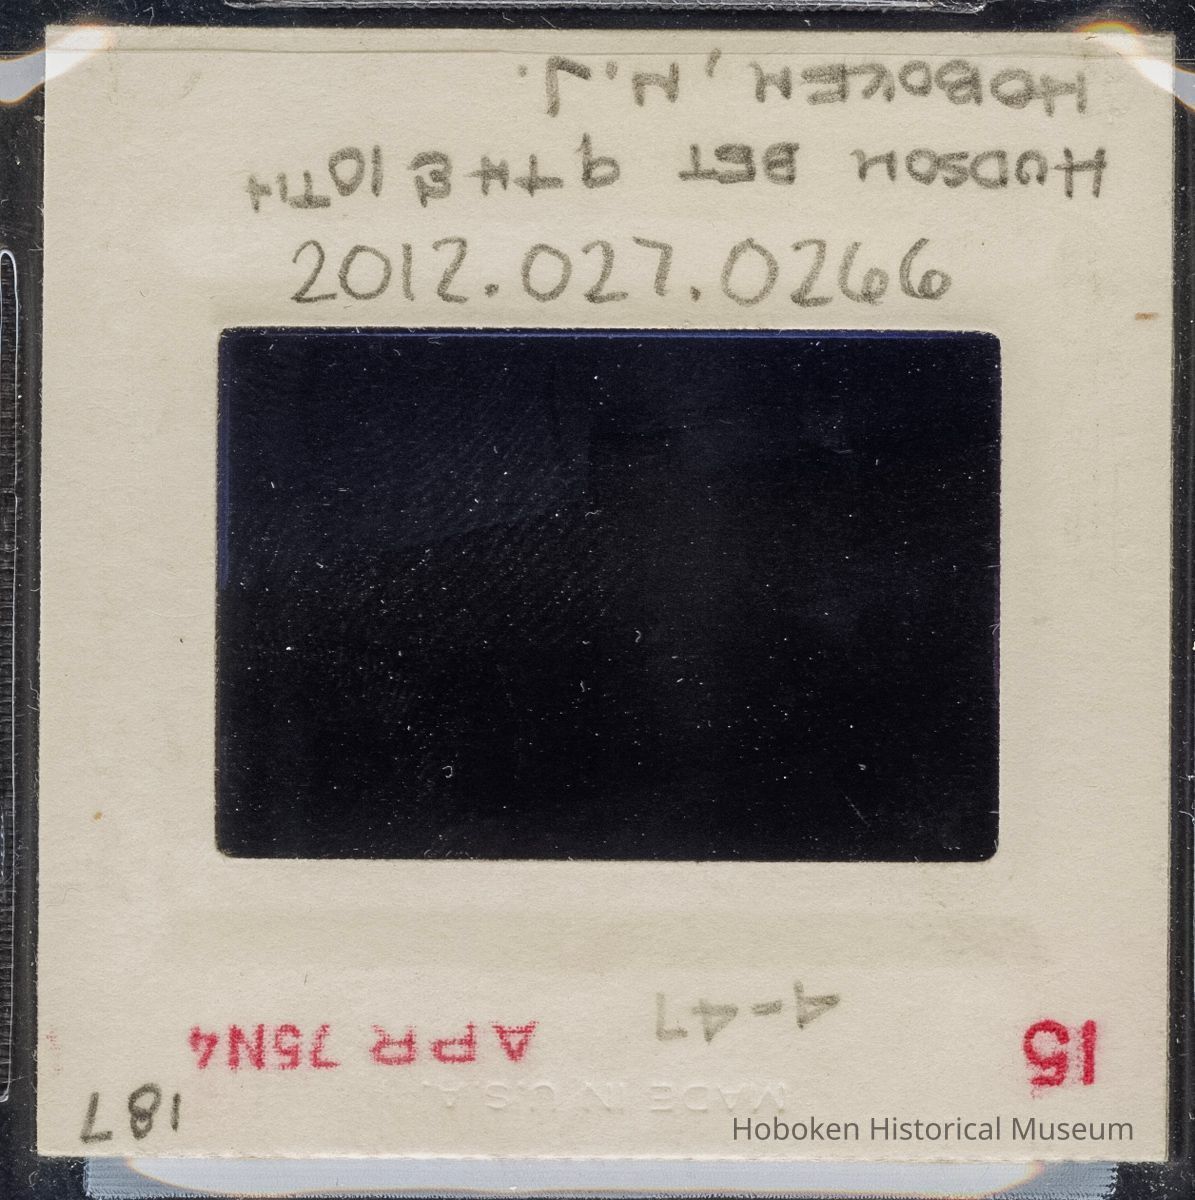 HOBOKEN, N.J.
HUDSON BET 9TH & 10TH
2012.027.0266
15
4-47
APR 75N4
MADE IN U.S.A.
187
Hoboken Historical Museum